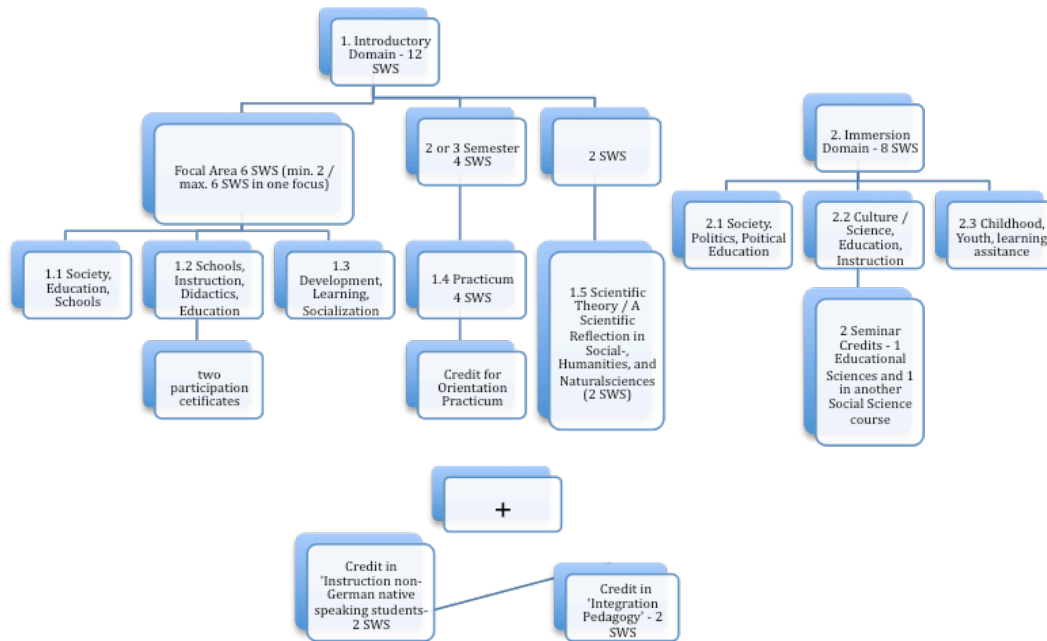 1. Introductory
Domain - 12
SWS
Focal Area 6 SWS (min. 2 /
max. 6 SWS in one focus)
2 or 3 Semester
4 SWS
2 SWS
1.1 Society,
Education,
Schools
1.2 Schools,
Instruction,
Didactics,
Education
1.3
Development,
Learning,
Socialization
1.4 Practicum
4 SWS
1.5 Scientific
Theory / A
Scientific
Reflection in
Social-,
Humanities, and
Naturalsciences
(2 SWS)
two
participation
cetificates
Credit for
Orientation
Practicum
2. Immersion
Domain - 8 SWS
2.1 Society.
Politics, Poitical
Education
2.2 Culture /
Science,
Education,
Instruction
2.3 Childhood,
Youth, learning
assitance
2 Seminar
Credits - 1
Educational
Sciences and 1
in another
Social Science
course
+
Credit in
'Instruction non-
German native
speaking students-
2 SWS
Credit in
'Integration
Pedagogy' - 2
SWS